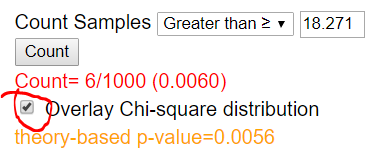 Count Samples Greater than ≥ 18.271
Count
Count= 6/1000 (0.0060)
Overlay Chi-square distribution
theory-based p-value=0.0056